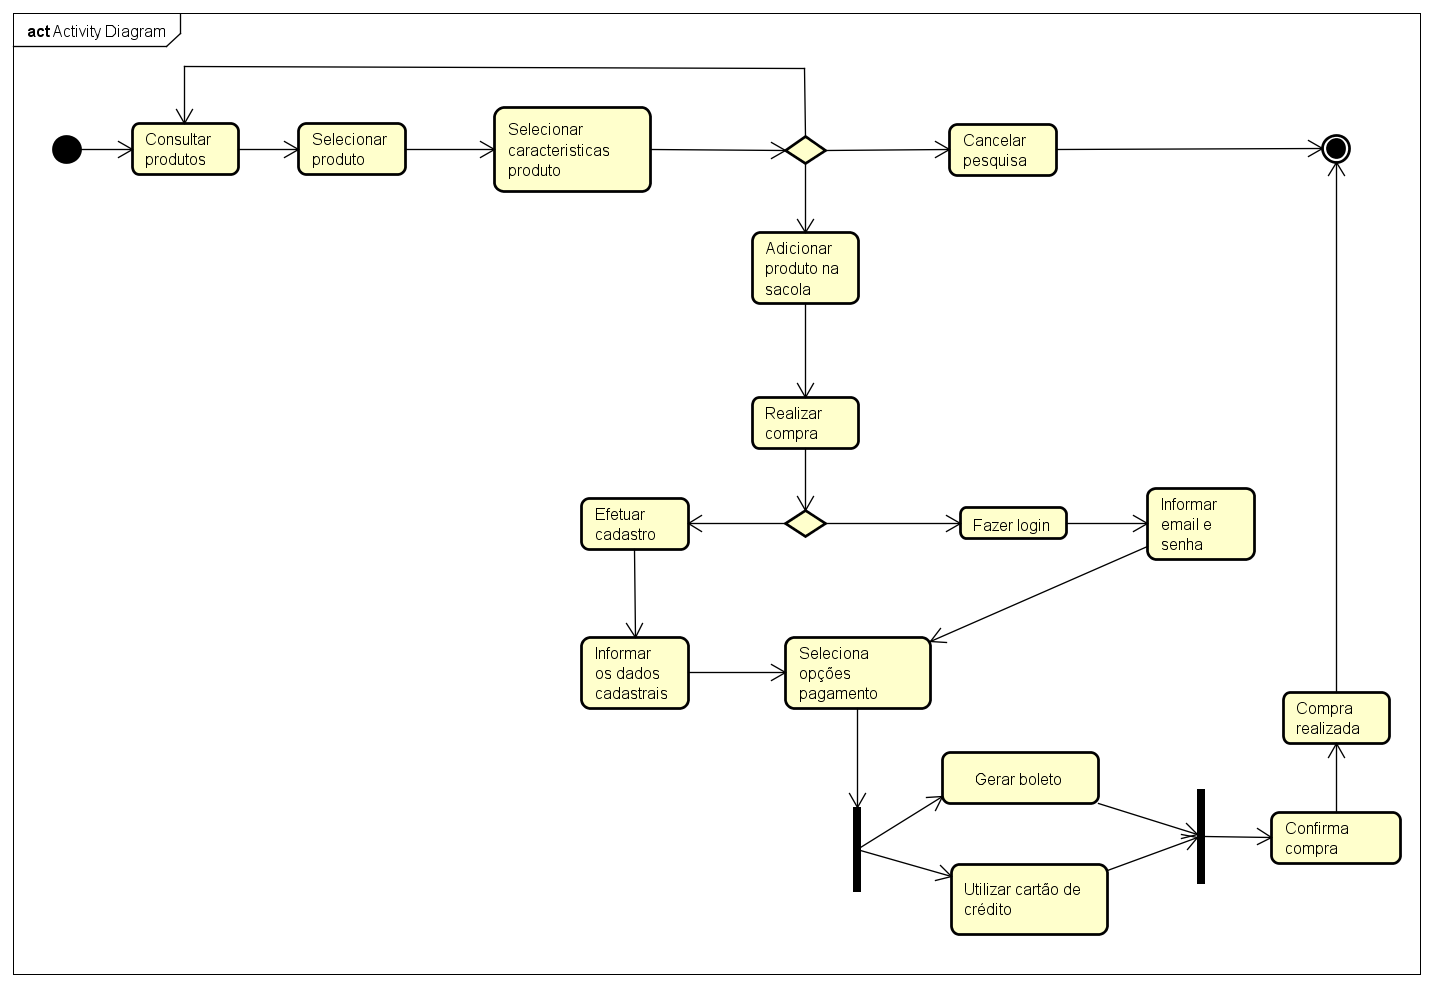 act Activity Diagram
Consultar
produtos
Selecionar
produto
Selecionar
caracteristicas
produto
Cancelar
pesquisa
Adicionar
produto na
sacola
Realizar
compra
Efetuar
cadastro
Fazer login
Informar
email e
senha
Informar
os dados
cadastrais
Seleciona
opções
pagamento
Compra
realizada
Gerar boleto
Confirma
compra
Utilizar cartão de
crédito